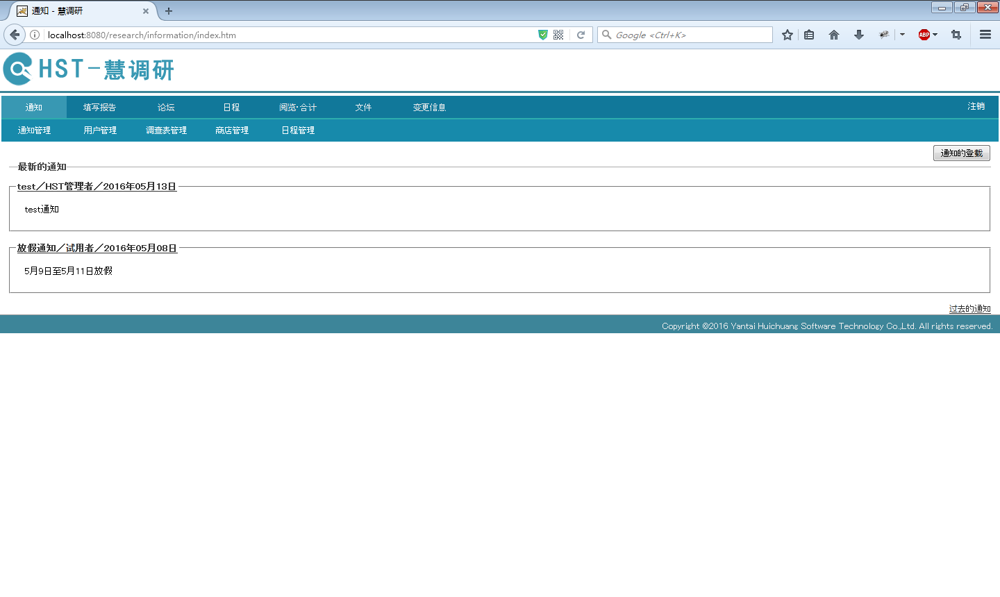 通知 - 慧调研
localhost:8080/research/information/index.htm
Google <Ctrl+K>
ABP
HST-慧调研
通知 填写报告 论坛 日程 阅览·合计 文件 变更信息 注销
通知管理 用户管理 调查表管理 商店管理 日程管理
通知的登载
最新的通知
test／HST管理者／2016年05月13日
test通知
放假通知／试用者／2016年05月08日
5月9日至5月11日放假
过去的通知
Copyright ©2016 Yantai Huichuang Software Technology Co.,Ltd. All rights reserved.